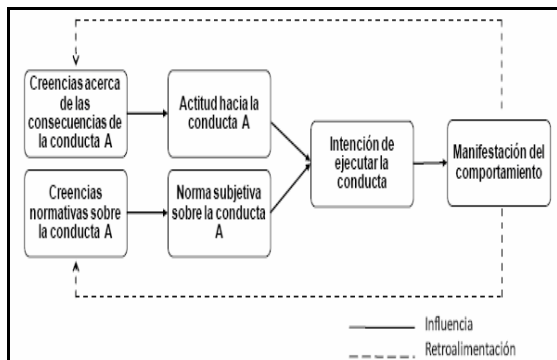 Creencias acerca
de las
consecuencias de
la conducta A
Actitud hacia la
conducta A
Creencias
normativas sobre
la conducta A
Norma subjetiva
sobre la conducta
A
Intención de
ejecutar la
conducta
Manifestación del
comportamiento
Influencia
Retroalimentación